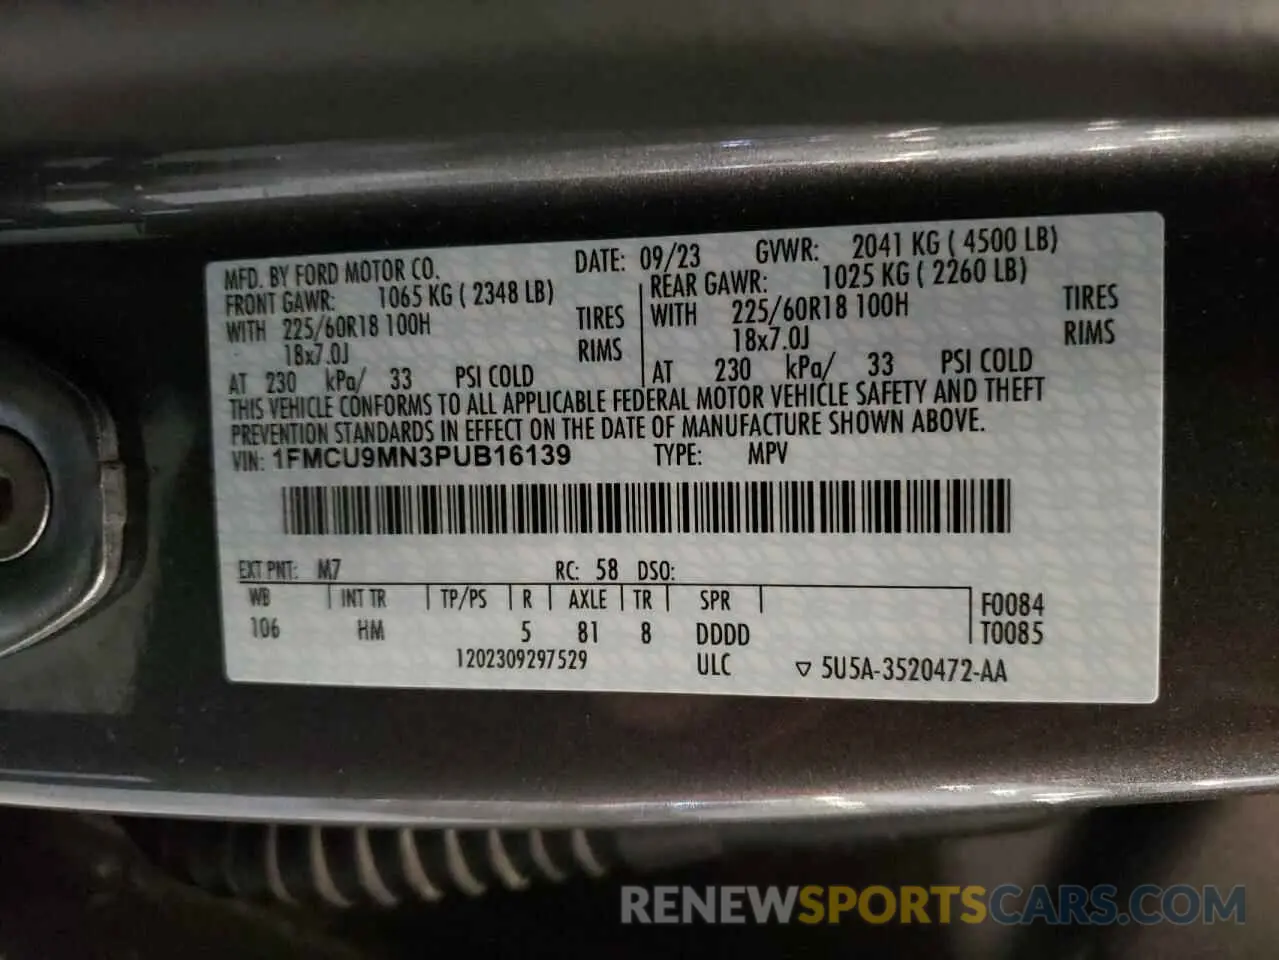 MFD. BY FORD MOTOR CO. DATE: 09/23 GVWR: 2041 KG ( 4500 LB)
FRONT GAWR: 1065 KG ( 2348 LB) REAR GAWR: 1025 KG ( 2260 LB)
WITH 225/60R18 100H TIRES WITH 225/60R18 100H TIRES
18x7.0J RIMS 18x7.0J RIMS
AT 230 kPa/ 33 PSI COLD AT 230 kPa/ 33 PSI COLD
THIS VEHICLE CONFORMS TO ALL APPLICABLE FEDERAL MOTOR VEHICLE SAFETY AND THEFT
PREVENTION STANDARDS IN EFFECT ON THE DATE OF MANUFACTURE SHOWN ABOVE.
VIN: 1FMCU9MN3PUB16139 TYPE: MPV
EXT PNT: M7 RC: 58 DSO:
WB INT TR TP/PS R AXLE TR SPR F0084
106 HM 5 81 8 DDDD T0085
1202309297529 ULC ▽ 5U5A-3520472-AA
RENEWSPORTSCARS.COM